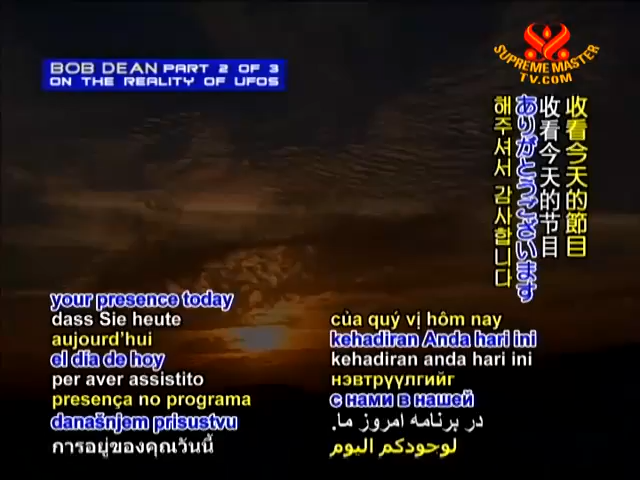 BOB DEAN PART 2 OF 3
ON THE REALITY OF UFOS
SUPREME MASTER
TV.COM
收看今天的節目
收看今天的节目
ありがとうございます
해주셔서 감사합니다
your presence today
dass Sie heute
aujourd'hui
el día de hoy
per aver assistito
presença no programa
današnjem prisustvu
การอยู่ของคุณวันนี้
của quý vị hôm nay
kehadiran Anda hari ini
kehadiran anda hari ini
нэвтрүүлгийг
с нами в нашей
در برنامه امروز ما.
لوجودكم اليوم